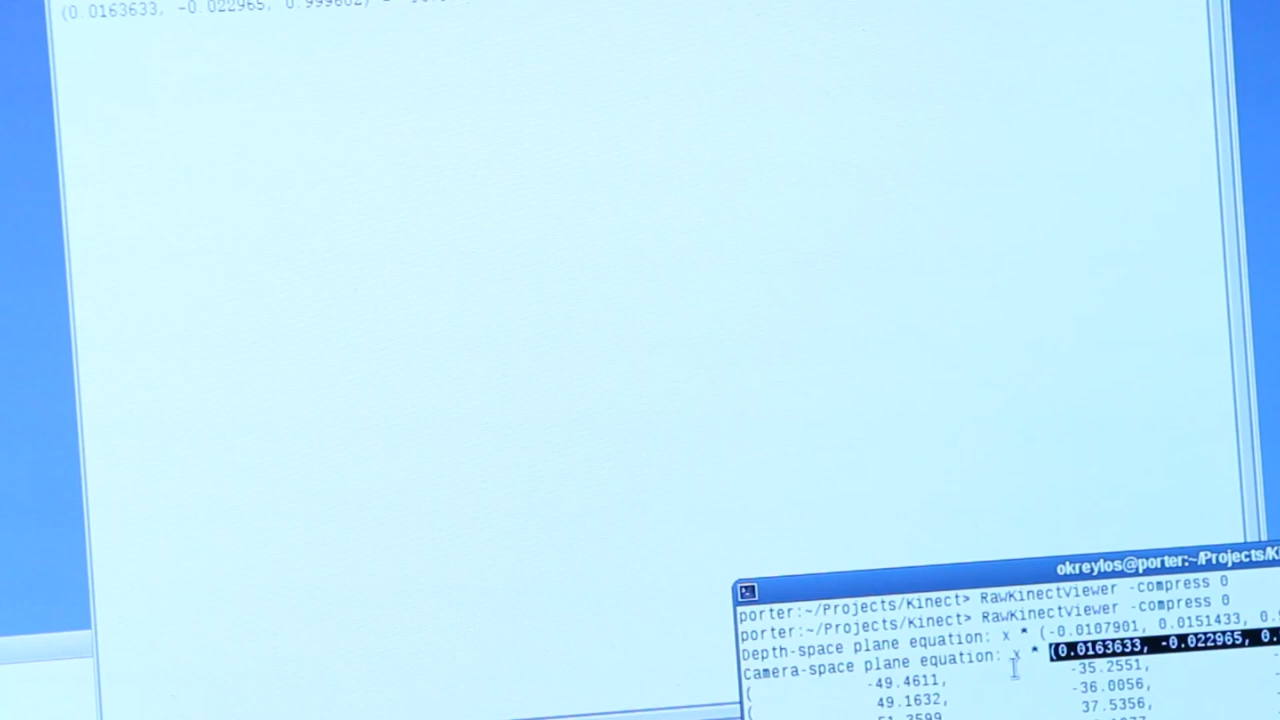 (0.0163633, -0.022965, 0.999602)
okreylos@porter:~/Projects/Ki
porter:~/Projects/Kinect> RawKinectViewer -compress 0
porter:~/Projects/Kinect> RawKinectViewer -compress 0
Depth-space plane equation: x * (-0.0107901, 0.0151433, 0.
Camera-space plane equation: x * (0.0163633, -0.022965, 0.
( -49.4611, -35.2551,
( 49.1632, -36.0056,
37.5356,